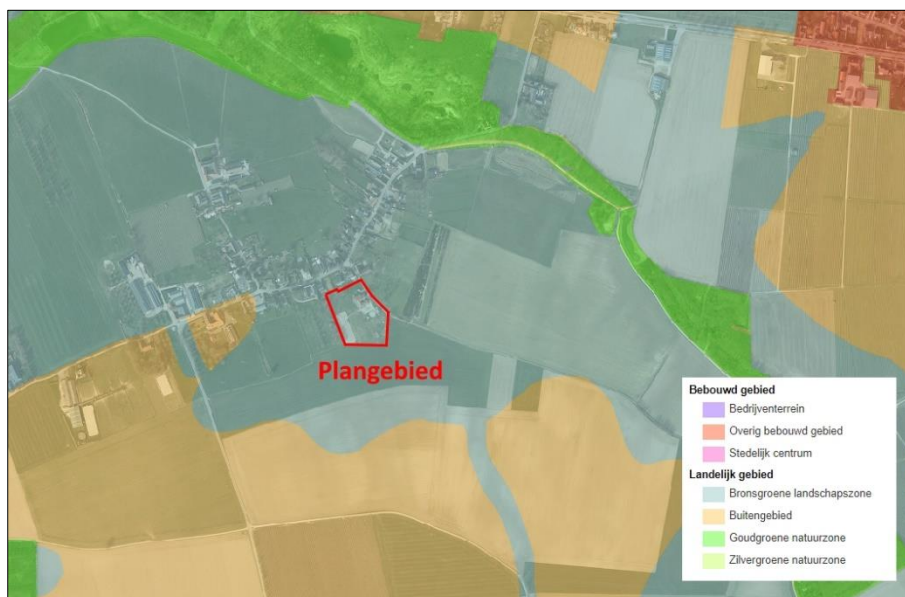 Plangebied
Bebouwd gebied
Bedrijventerrein
Overig bebouwd gebied
Stedelijk centrum
Landelijk gebied
Bronsgroene landschapszone
Buitengebied
Goudgroene natuurzone
Zilvergroene natuurzone